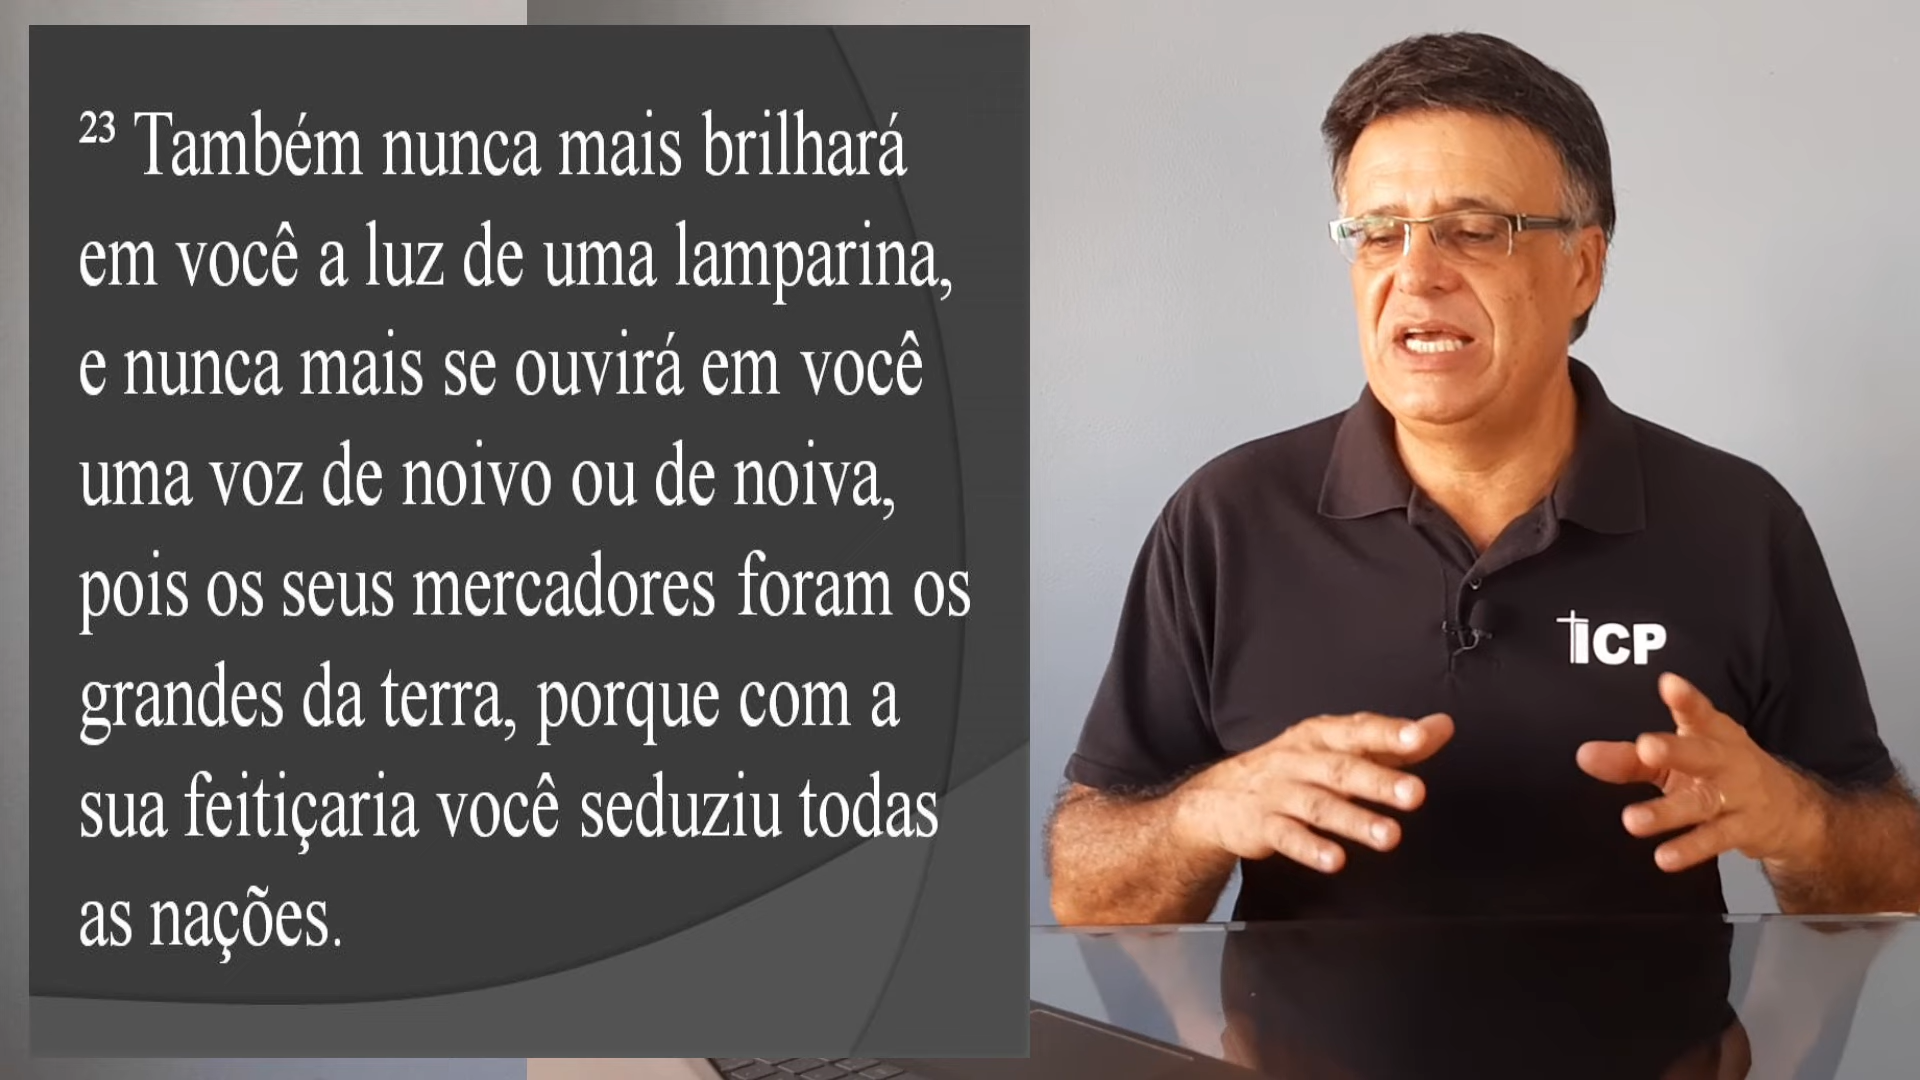 23 Também nunca mais brilhará
em você a luz de uma lamparina,
e nunca mais se ouvirá em você
uma voz de noivo ou de noiva,
pois os seus mercadores foram os
grandes da terra, porque com a
sua feitiçaria você seduziu todas
as nações.
ICP